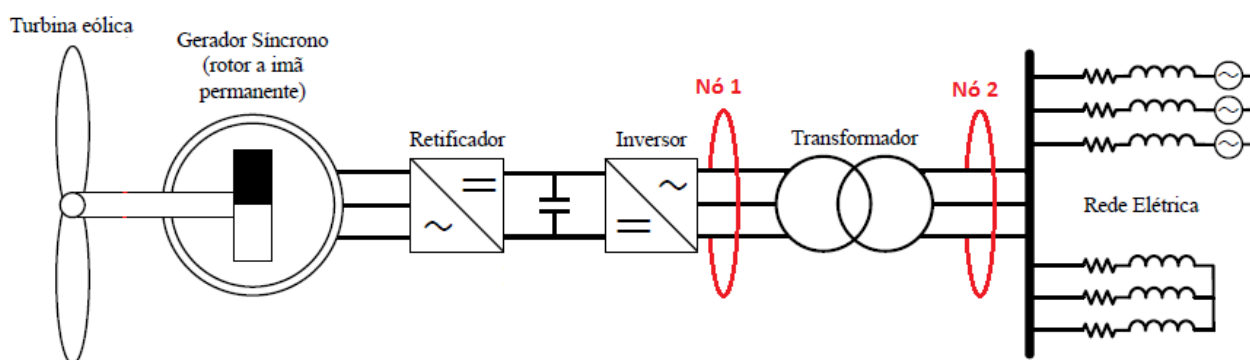 Turbina eólica
Gerador Síncrono
(rotor a imã
permanente)
Retificador
Inversor
Nó 1
Transformador
Nó 2
Rede Elétrica